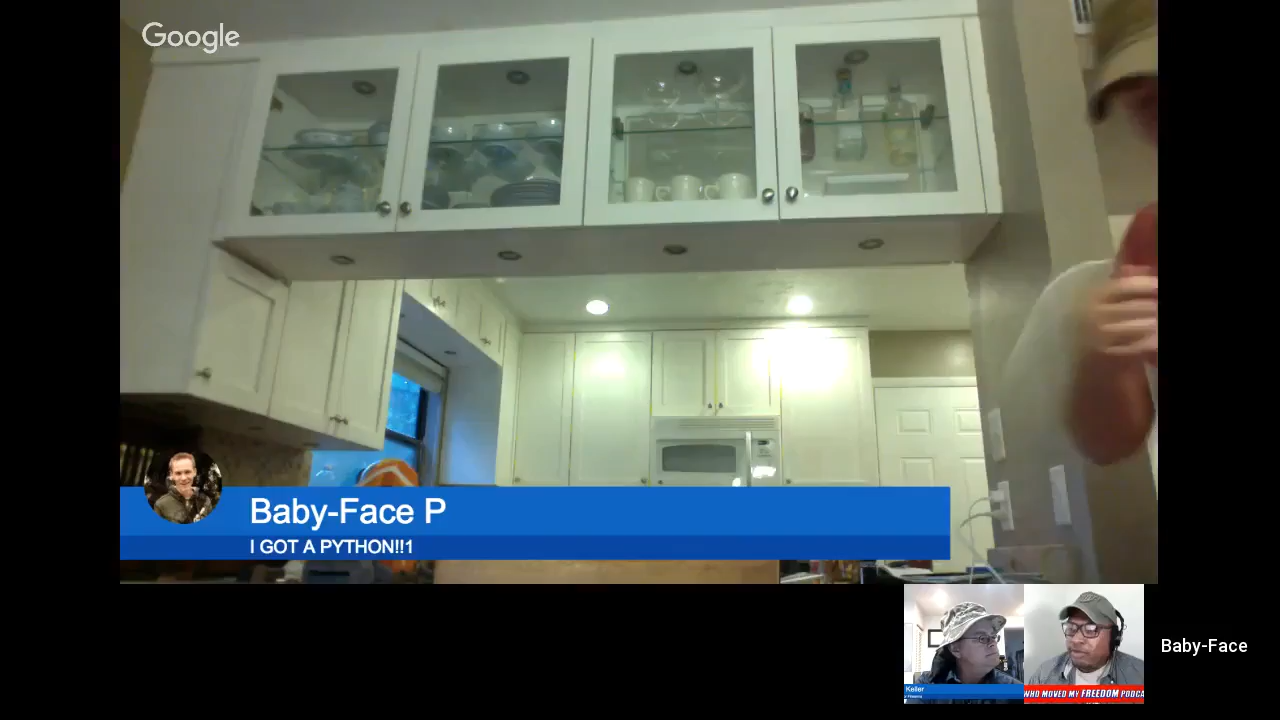 Google
Baby-Face P
I GOT A PYTHON!!1
Baby-Face
Keller
WHO MOVED MY FREEDOM PODCA